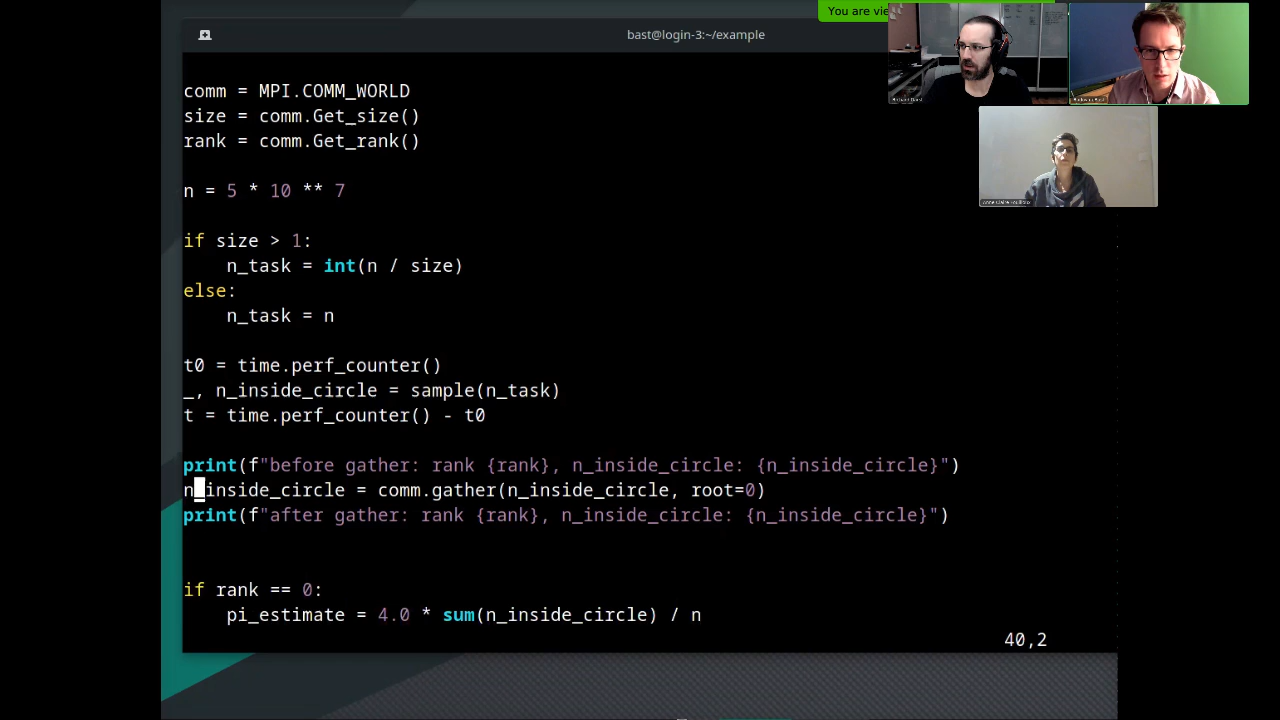 You are vie
bast@login-3:~/example
comm = MPI.COMM_WORLD
size = comm.Get_size()
rank = comm.Get_rank()
n = 5 * 10 ** 7
if size > 1:
    n_task = int(n / size)
else:
    n_task = n
t0 = time.perf_counter()
_, n_inside_circle = sample(n_task)
t = time.perf_counter() - t0
print(f"before gather: rank {rank}, n_inside_circle: {n_inside_circle}")
n_inside_circle = comm.gather(n_inside_circle, root=0)
print(f"after gather: rank {rank}, n_inside_circle: {n_inside_circle}")
if rank == 0:
    pi_estimate = 4.0 * sum(n_inside_circle) / n
40,2